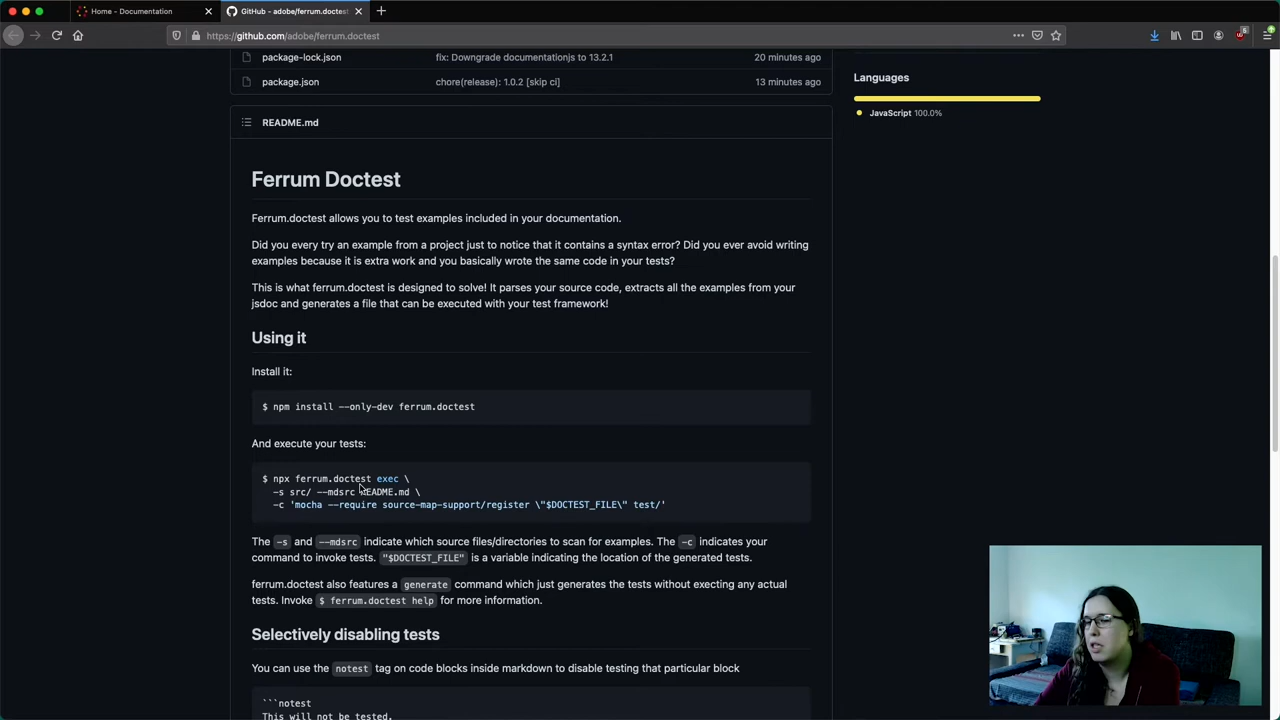 Home - Documentation
GitHub - adobe/ferrum.doctest
https://github.com/adobe/ferrum.doctest
package-lock.json
fix: Downgrade documentationjs to 13.2.1
20 minutes ago
package.json
chore(release): 1.0.2 [skip ci]
13 minutes ago
Languages
JavaScript 100.0%
README.md
Ferrum Doctest
Ferrum.doctest allows you to test examples included in your documentation.
Did you every try an example from a project just to notice that it contains a syntax error? Did you ever avoid writing
examples because it is extra work and you basically wrote the same code in your tests?
This is what ferrum.doctest is designed to solve! It parses your source code, extracts all the examples from your
jsdoc and generates a file that can be executed with your test framework!
Using it
Install it:
$ npm install --only-dev ferrum.doctest
And execute your tests:
$ npx ferrum.doctest exec \
-s src/ --mdsrc README.md \
-c 'mocha --require source-map-support/register \"$DOCTEST_FILE\" test/'
The -s and --mdsrc indicate which source files/directories to scan for examples. The -c indicates your
command to invoke tests. "$DOCTEST_FILE" is a variable indicating the location of the generated tests.
ferrum.doctest also features a generate command which just generates the tests without execting any actual
tests. Invoke $ ferrum.doctest help for more information.
Selectively disabling tests
You can use the notest tag on code blocks inside markdown to disable testing that particular block
```notest
This will not be tested.